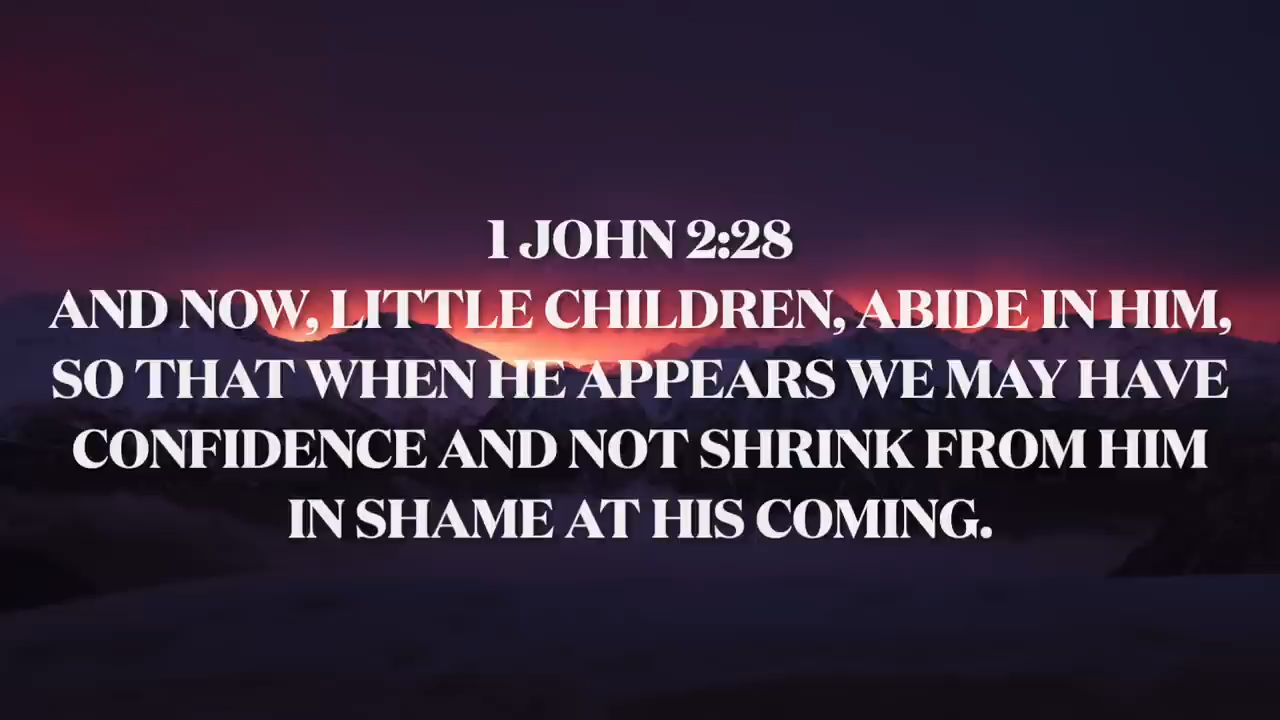 1 JOHN 2:28
AND NOW, LITTLE CHILDREN, ABIDE IN HIM,
SO THAT WHEN HE APPEARS WE MAY HAVE
CONFIDENCE AND NOT SHRINK FROM HIM
IN SHAME AT HIS COMING.